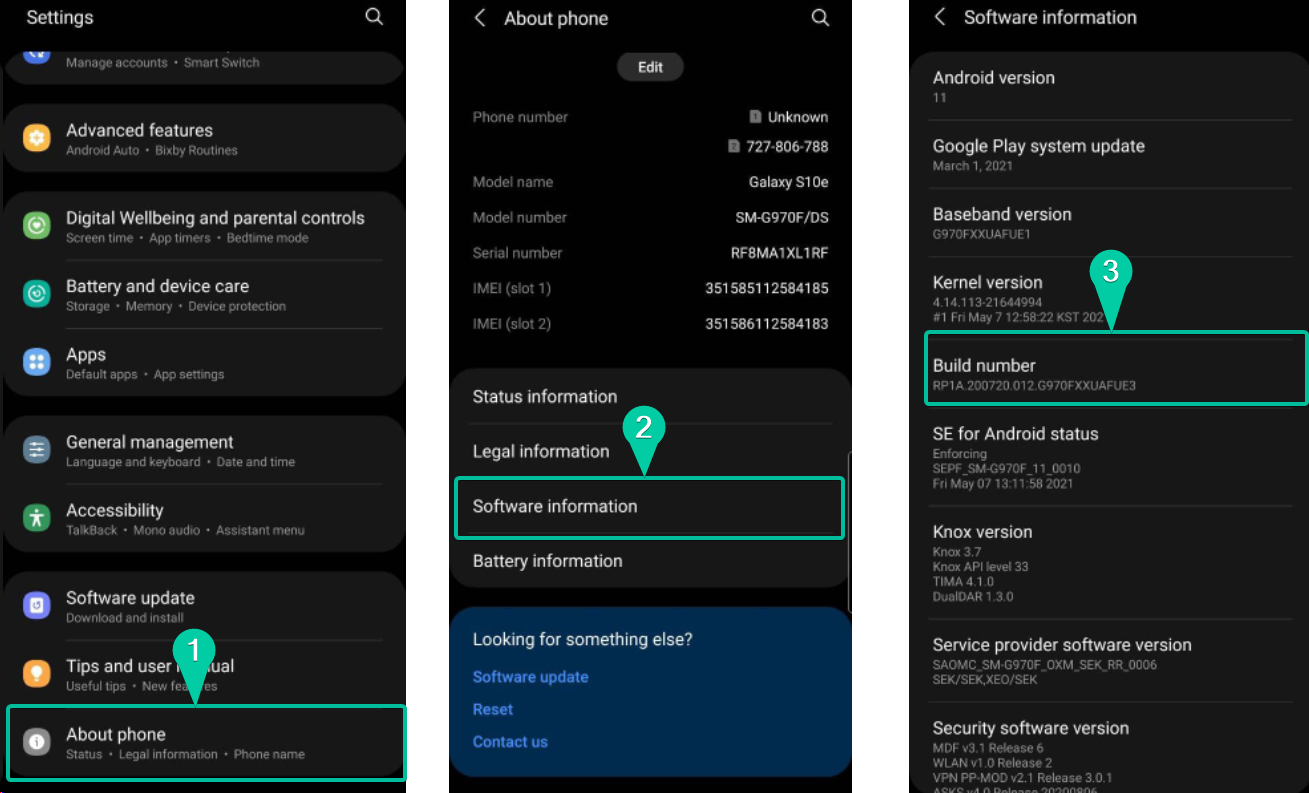 Settings
Manage accounts • Smart Switch
Advanced features
Android Auto • Bixby Routines
Digital Wellbeing and parental controls
Screen time • App timers • Bedtime mode
Battery and device care
Storage • Memory • Device protection
Apps
Default apps • App settings
General management
Language and keyboard • Date and time
Accessibility
TalkBack • Mono audio • Assistant menu
Software update
Download and install
1
Tips and user
Useful tips • New
About phone
Status • Legal information • Phone name
About phone
Edit
Phone number 1 Unknown
2 727-806-788
Model name Galaxy S10e
Model number SM-G970F/DS
Serial number RF8MA1XL1RF
IMEI (slot 1) 351585112584185
IMEI (slot 2) 351586112584183
Status information
2
Legal information
Software information
Battery information
Looking for something else?
Software update
Reset
Contact us
Software information
Android version
11
Google Play system update
March 1, 2021
Baseband version
G970FXXUAFUE1
3
Kernel version
4.14.113-21644994
#1 Fri May 7 12:58:22 KST 202
Build number
RP1A.200720.012.G970FXXUAFUE3
SE for Android status
Enforcing
SEPF_SM-G970F_11_0010
Fri May 07 13:11:58 2021
Knox version
Knox 3.7
Knox API level 33
TIMA 4.1.0
DualDAR 1.3.0
Service provider software version
SAOMC_SM-G970F_OXM_SEK_RR_0006
SEK/SEK,XEO/SEK
Security software version
MDF v3.1 Release 6
WLAN v1.0 Release 2
VPN PP-MOD v2.1 Release 3.0.1
ASKS v4.0 Release 20200806